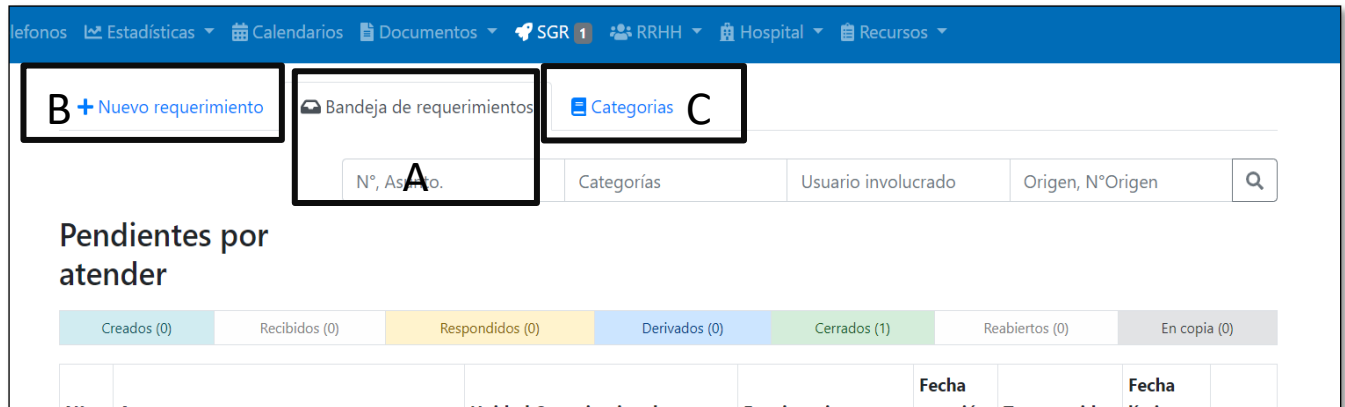 lefonos Estadísticas Calendarios Documentos SGR 1 RRHH Hospital Recursos
B Nuevo requerimiento Bandeja de requerimientos Categorias C
A
N°, Asunto. Categorías Usuario involucrado Origen, N°Origen
Pendientes por
atender
Creados (0) Recibidos (0) Respondidos (0) Derivados (0) Cerrados (1) Reabiertos (0) En copia (0)
Fecha Fecha